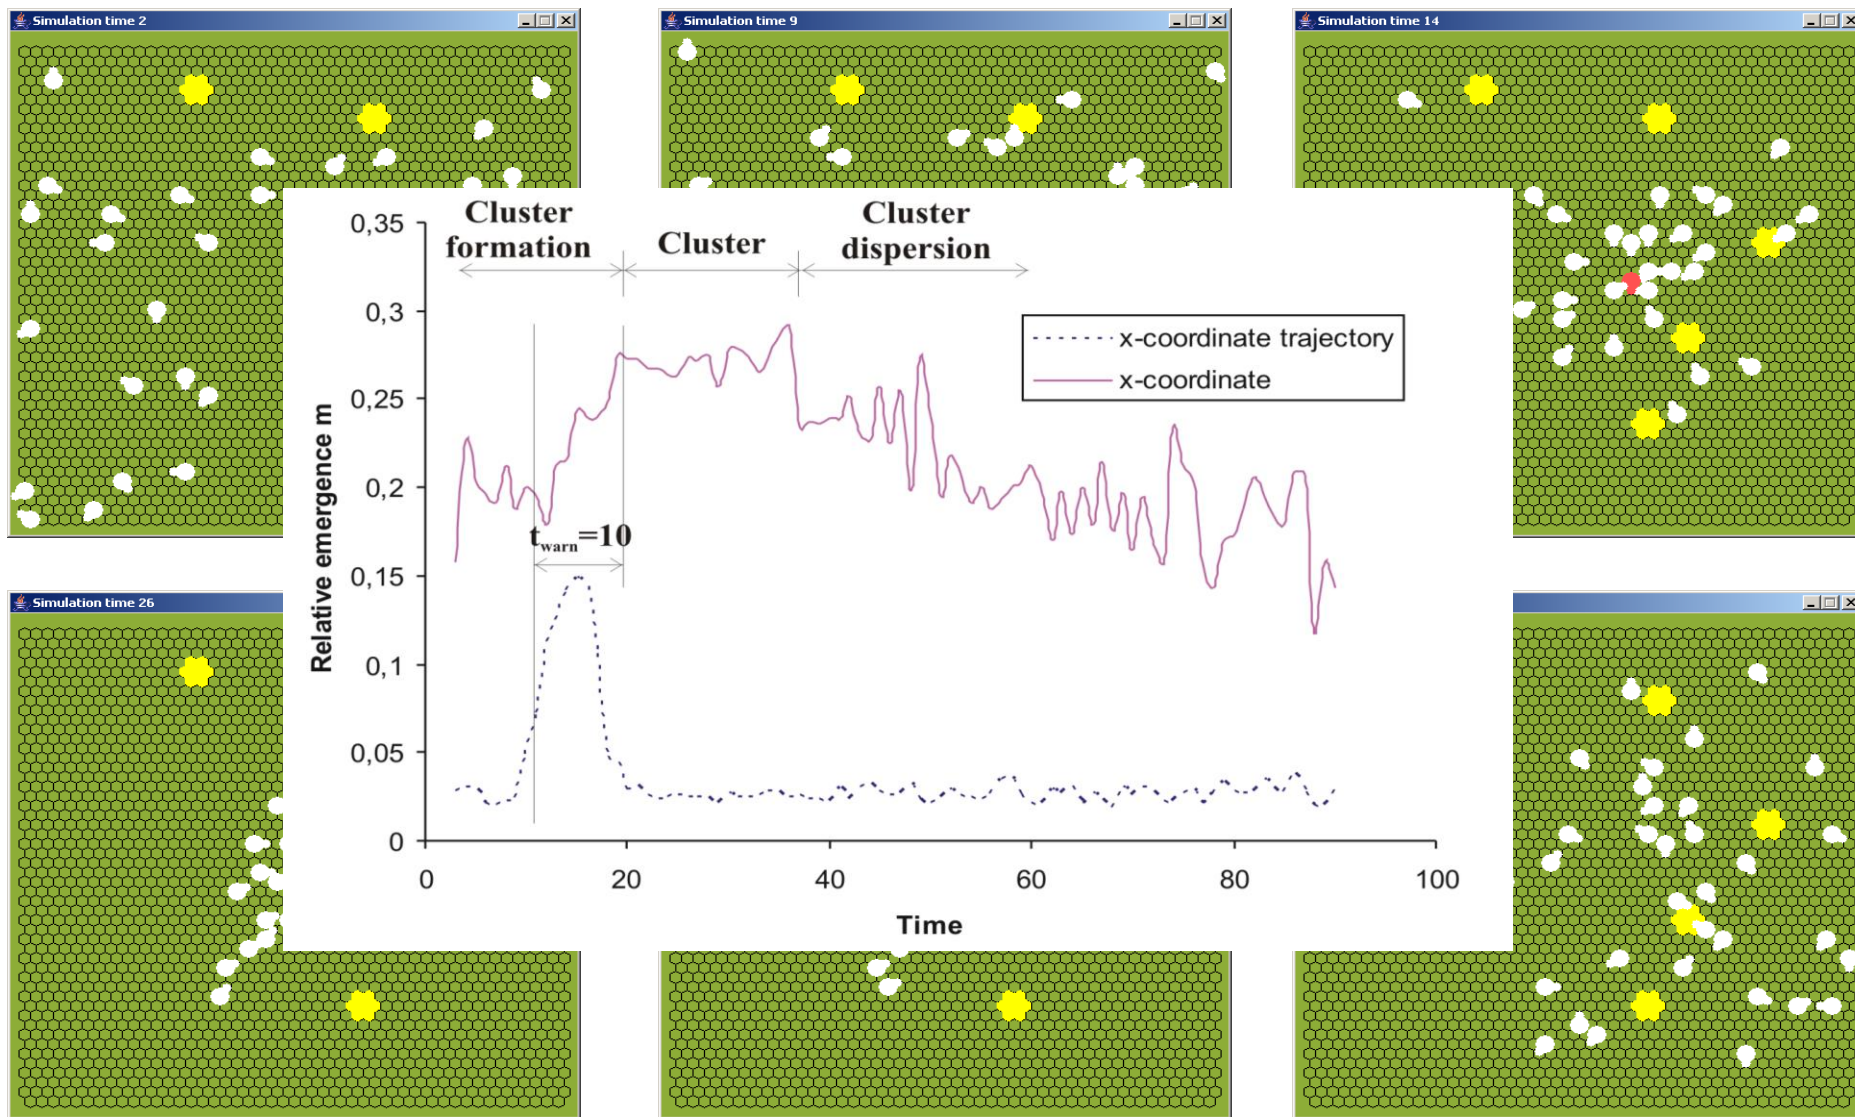 Simulation time 2
Simulation time 9
Simulation time 14
Cluster
formation
Cluster
Cluster
dispersion
0,35
0,3
0,25
0,2
0,15
0,1
0,05
0
x-coordinate trajectory
x-coordinate
t warn=10
Relative emergence m
0 20 40 60 80 100
Time
Simulation time 26